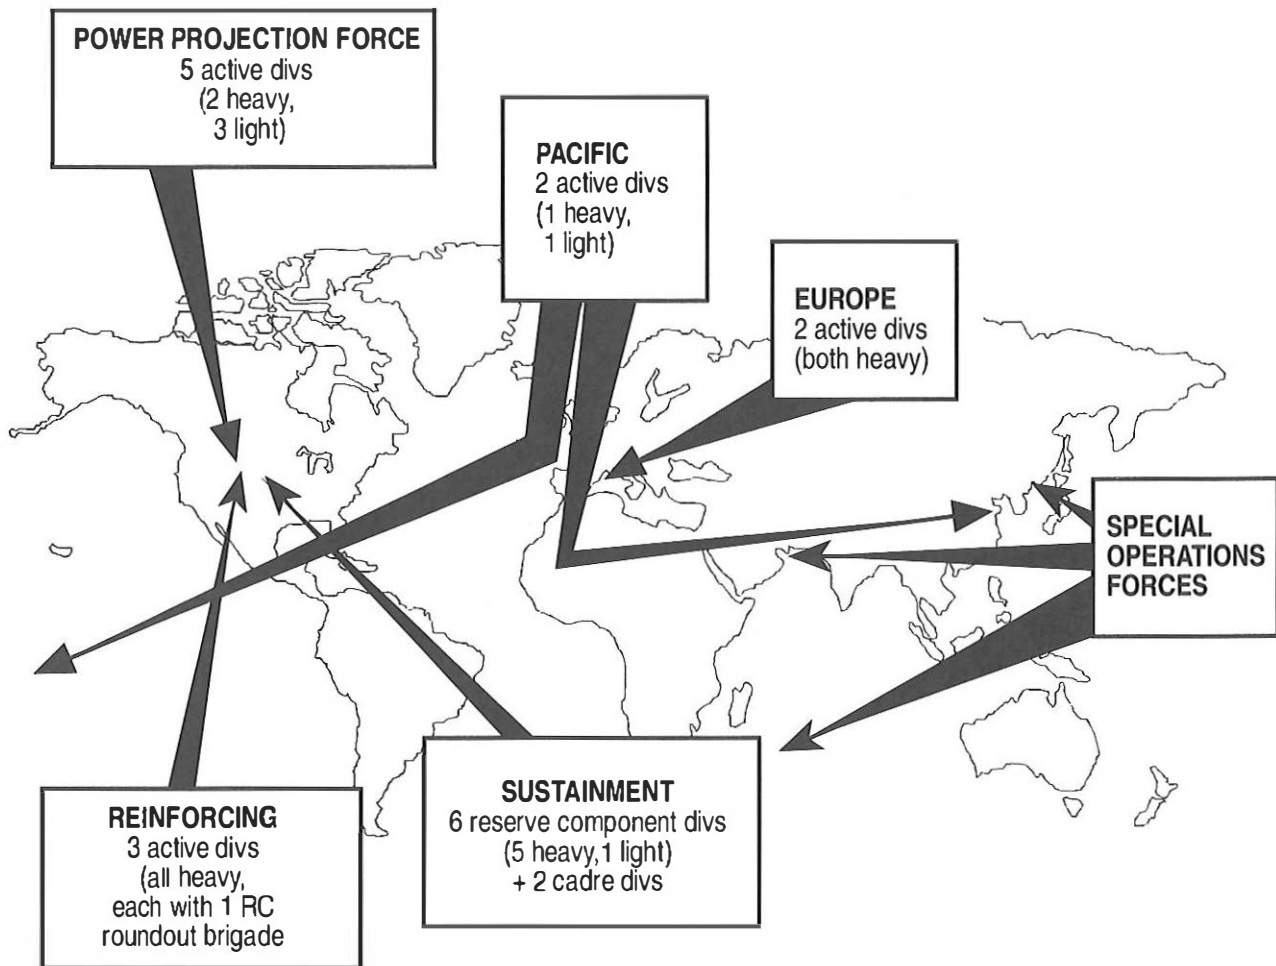 POWER PROJECTION FORCE
5 active divs
(2 heavy,
3 light)
PACIFIC
2 active divs
(1 heavy,
1 light)
EUROPE
2 active divs
(both heavy)
SPECIAL
OPERATIONS
FORCES
REINFORCING
3 active divs
(all heavy,
each with 1 RC
roundout brigade
SUSTAINMENT
6 reserve component divs
(5 heavy,1 light)
+ 2 cadre divs